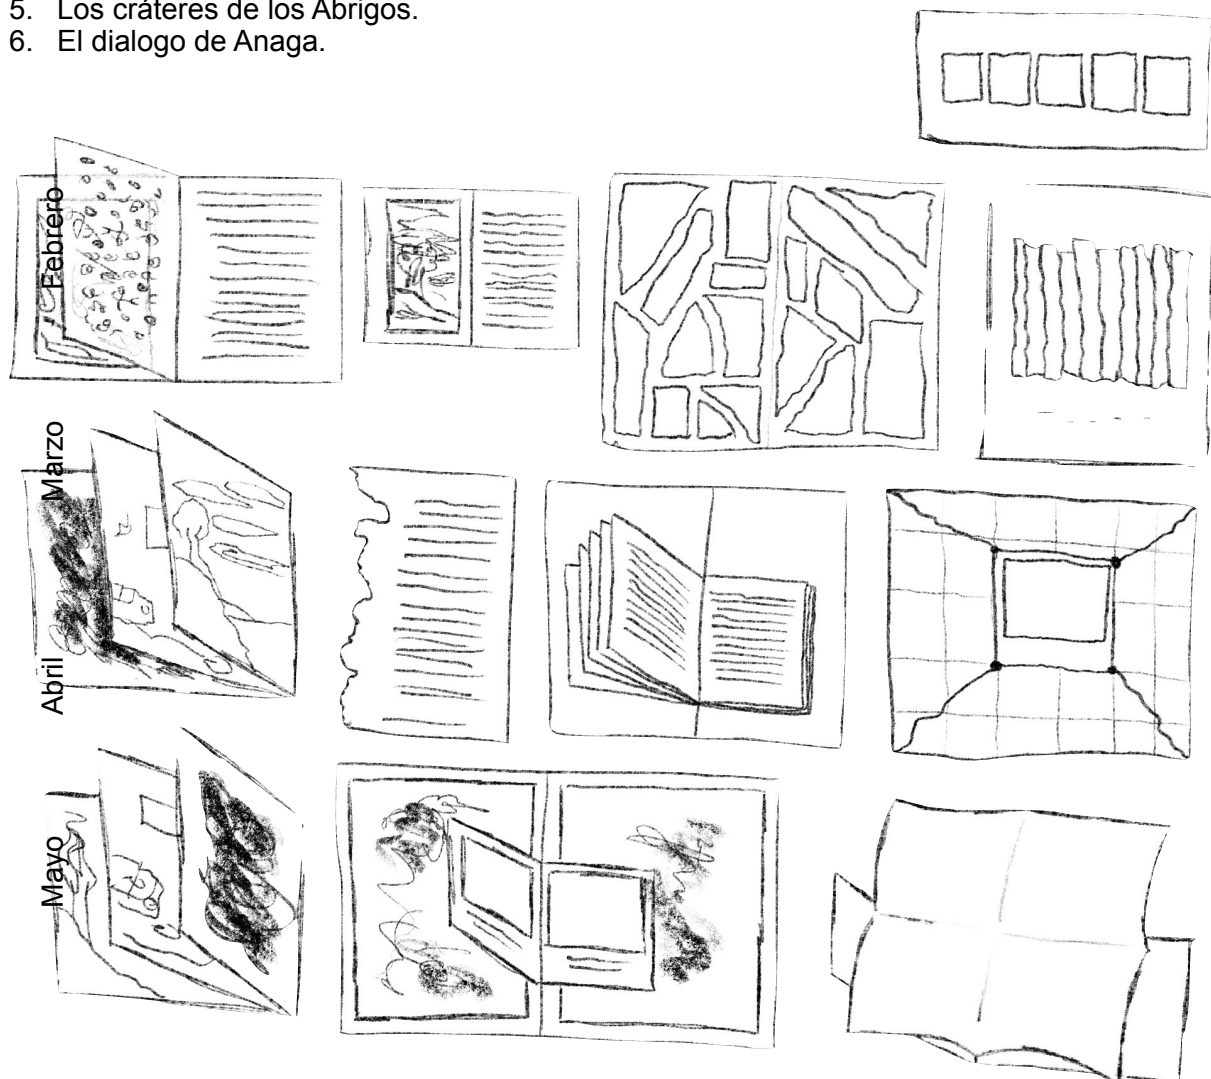 5. Los cráteres de los Abrigos.
6. El dialogo de Anaga.
Febrero
Marzo
Abril
Mayo